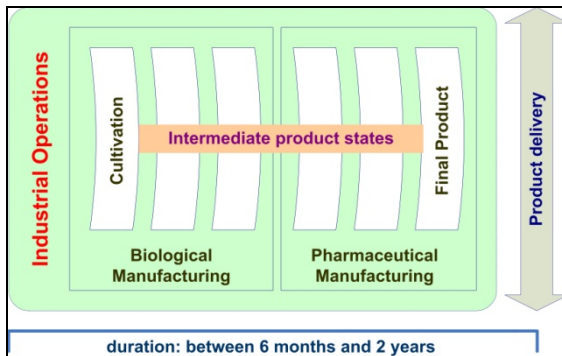 Industrial Operations
Cultivation
Intermediate product states
Final Product
Biological
Manufacturing
Pharmaceutical
Manufacturing
Product delivery
duration: between 6 months and 2 years